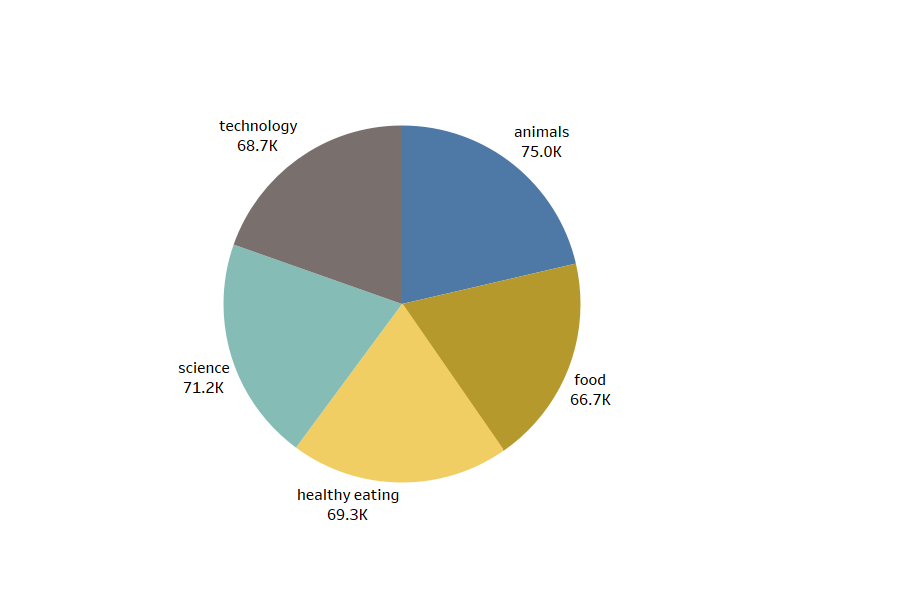 technology
68.7K
animals
75.0K
science
71.2K
food
66.7K
healthy eating
69.3K